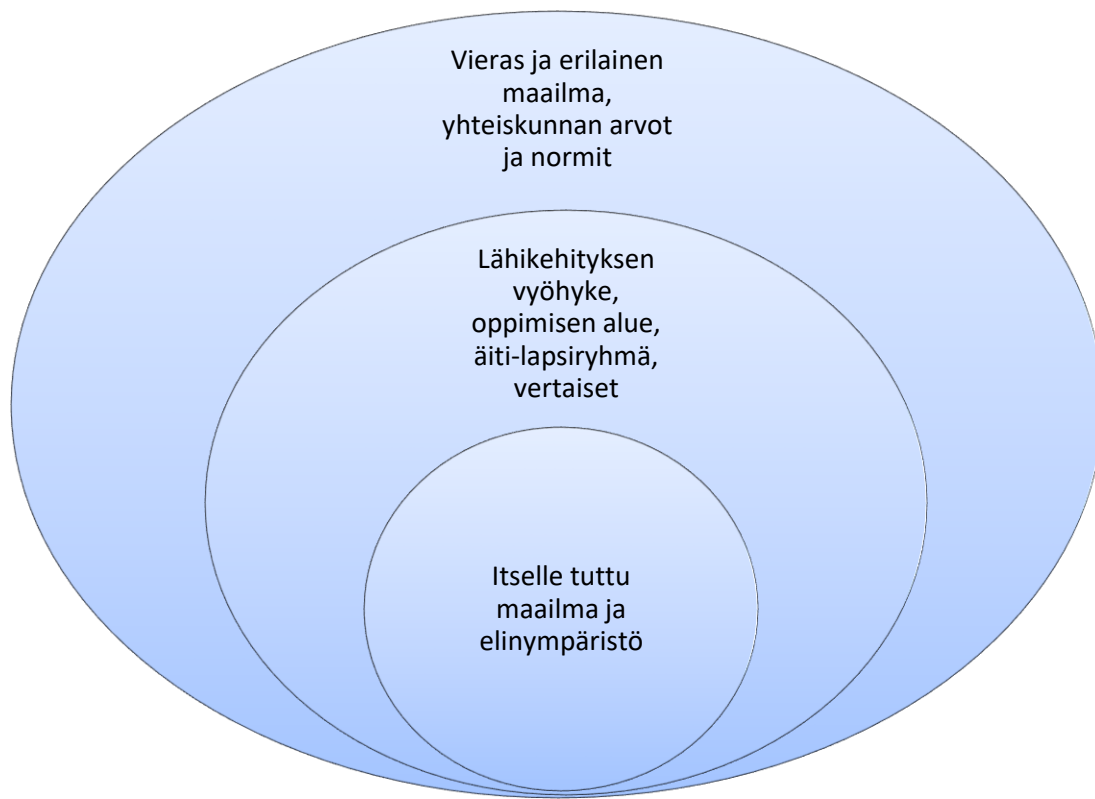 Vieras ja erilainen
maailma,
yhteiskunnan arvot
ja normit
Lähikehityksen
vyöhyke,
oppimisen alue,
äiti-lapsiryhmä,
vertaiset
Itselle tuttu
maailma ja
elinympäristö